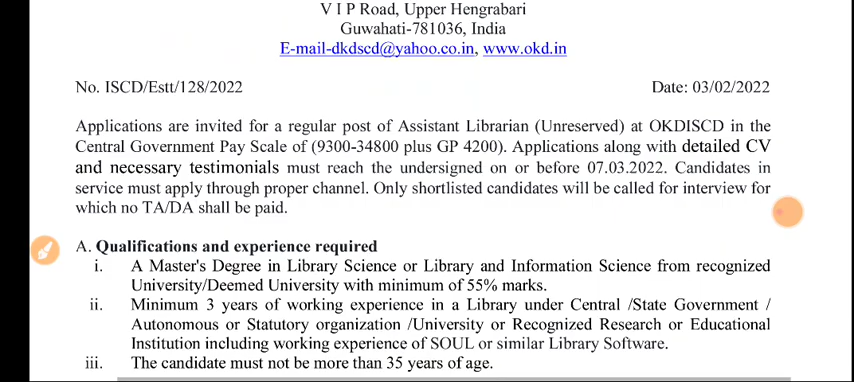 V I P Road, Upper Hengrabari
Guwahati-781036, India
E-mail-dkdscd@yahoo.co.in, www.okd.in
No. ISCD/Estt/128/2022 Date: 03/02/2022
Applications are invited for a regular post of Assistant Librarian (Unreserved) at OKDISCD in the
Central Government Pay Scale of (9300-34800 plus GP 4200). Applications along with detailed CV
and necessary testimonials must reach the undersigned on or before 07.03.2022. Candidates in
service must apply through proper channel. Only shortlisted candidates will be called for interview for
which no TA/DA shall be paid.
A. Qualifications and experience required
i. A Master's Degree in Library Science or Library and Information Science from recognized
University/Deemed University with minimum of 55% marks.
ii. Minimum 3 years of working experience in a Library under Central /State Government /
Autonomous or Statutory organization /University or Recognized Research or Educational
Institution including working experience of SOUL or similar Library Software.
iii. The candidate must not be more than 35 years of age.